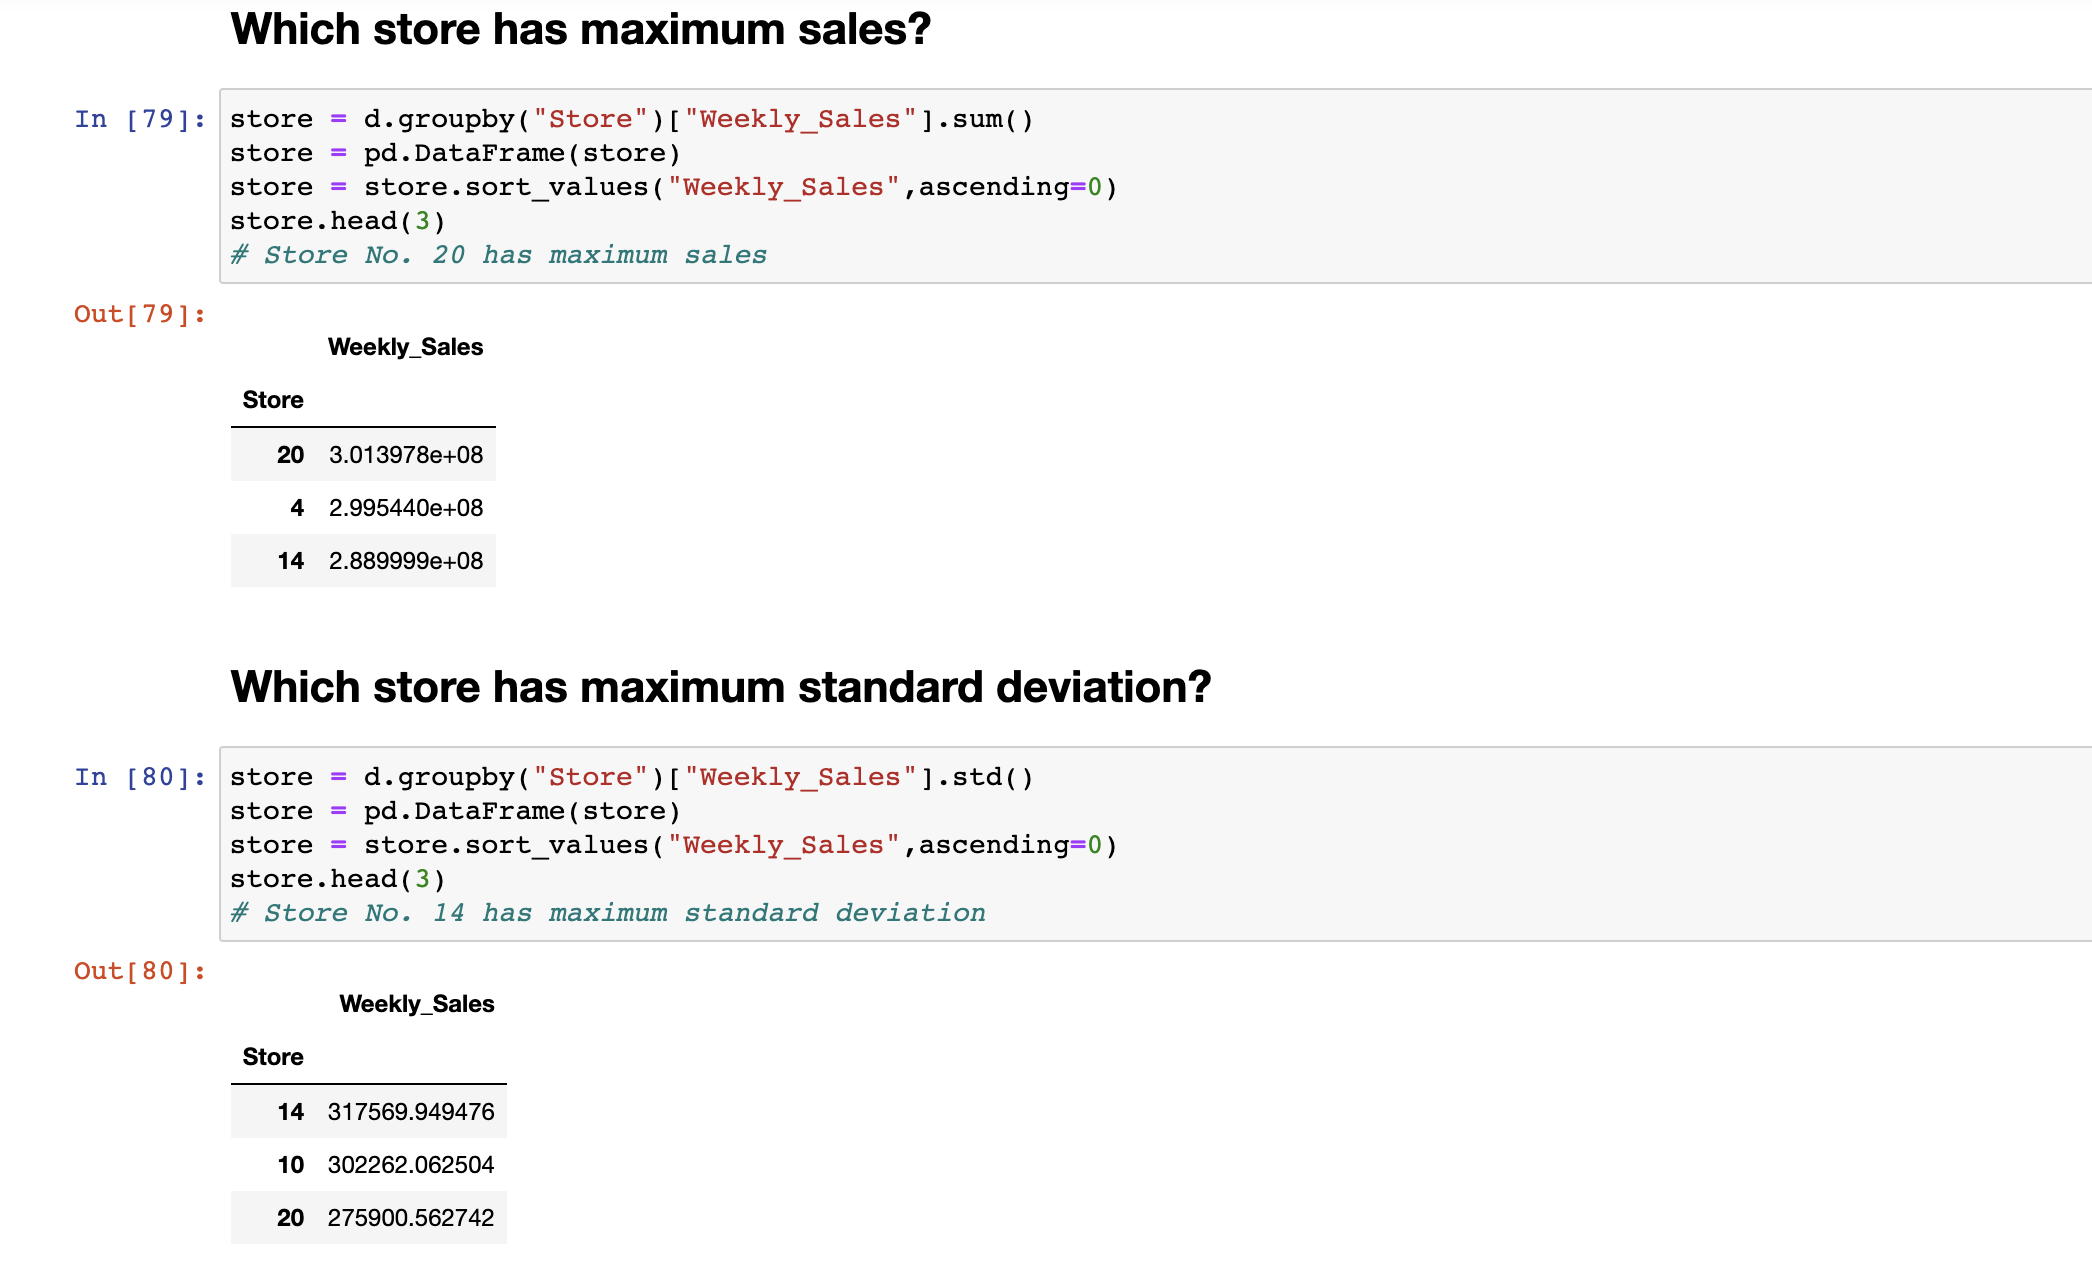 Which store has maximum sales?
In [79]:
store = d.groupby("Store")["Weekly_Sales"].sum()
store = pd.DataFrame(store)
store = store.sort_values("Weekly_Sales",ascending=0)
store.head(3)
# Store No. 20 has maximum sales
Out[79]:
Weekly_Sales
Store
20 3.013978e+08
4 2.995440e+08
14 2.889999e+08
Which store has maximum standard deviation?
In [80]:
store = d.groupby("Store")["Weekly_Sales"].std()
store = pd.DataFrame(store)
store = store.sort_values("Weekly_Sales",ascending=0)
store.head(3)
# Store No. 14 has maximum standard deviation
Out[80]:
Weekly_Sales
Store
14 317569.949476
10 302262.062504
20 275900.562742